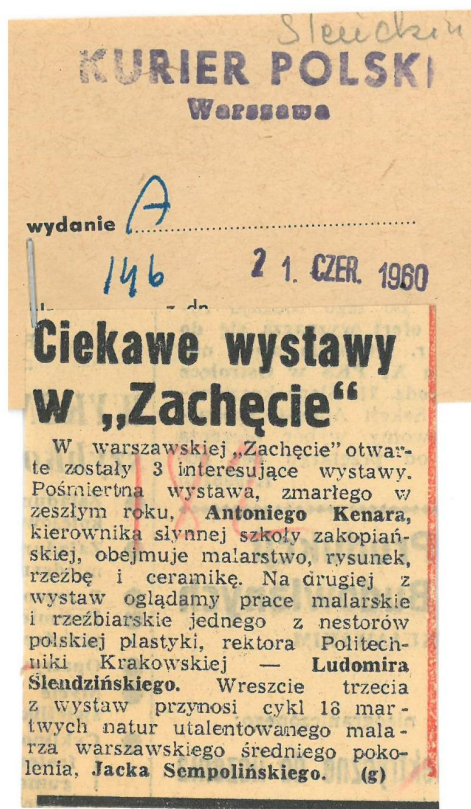 KURIER POLSKI
Warszawa
wydanie A
146 21. CZER. 1960
Ciekawe wystawy
w „Zachęcie"
W warszawskiej „Zachęcie" otwar-
te zostały 3 interesujące wystawy.
Pośmiertna wystawa, zmarłego w
zeszłym roku, Antoniego Kenara,
kierownika słynnej szkoły zakopiań-
skiej, obejmuje malarstwo, rysunek,
rzeźbę i ceramikę. Na drugiej z
wystaw oglądamy prace malarskie
i rzeźbiarskie jednego z nestorów
polskiej plastyki, rektora Politech-
niki Krakowskiej — Ludomira
Slendzińskiego. Wreszcie trzecia
z wystaw przynosi cykl 13 mar-
twych natur utalentowanego mala-
rza warszawskiego średniego poko-
lenia, Jacka Sempolińskiego. (g)